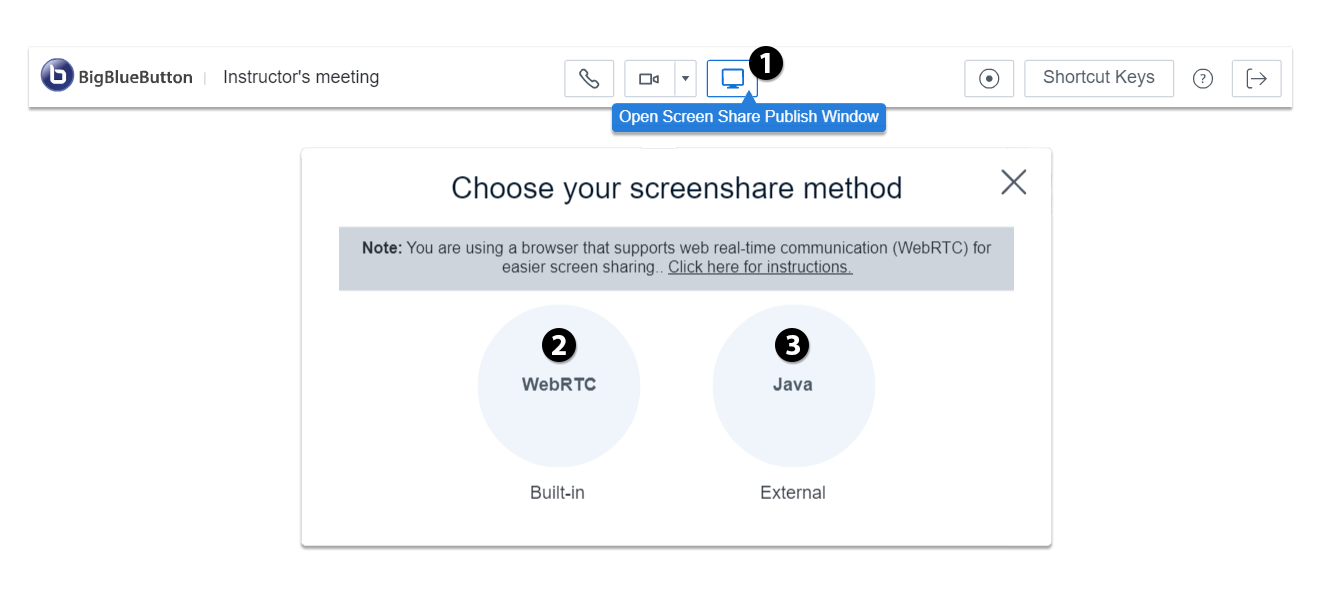 BigBlueButton | Instructor's meeting
1
Shortcut Keys
?
Open Screen Share Publish Window
Choose your screenshare method
Note: You are using a browser that supports web real-time communication (WebRTC) for
easier screen sharing.. Click here for instructions.
2
3
WebRTC
Java
Built-in
External